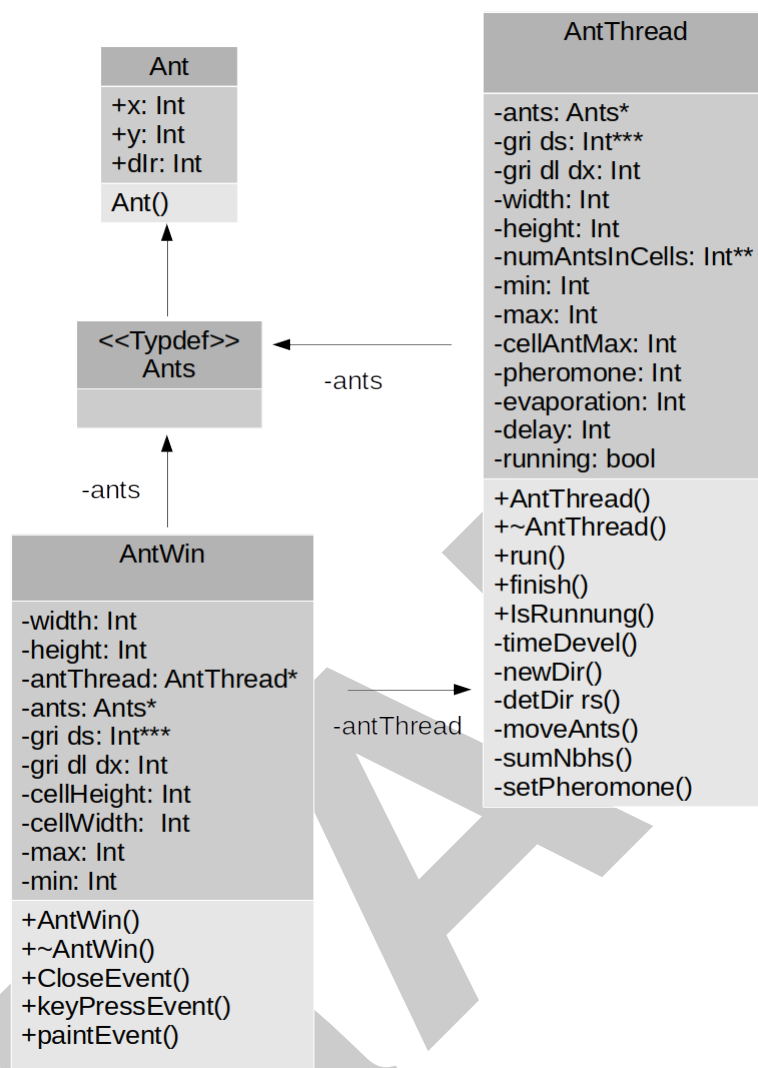 Ant
+x: Int
+y: Int
+dIr: Int
Ant()
<<Typdef>>
Ants
-ants
-ants
AntWin
-width: Int
-height: Int
-antThread: AntThread*
-ants: Ants*
-gri ds: Int***
-gri dl dx: Int
-cellHeight: Int
-cellWidth: Int
-max: Int
-min: Int
+AntWin()
+~AntWin()
+CloseEvent()
+keyPressEvent()
+paintEvent()
-antThread
AntThread
-ants: Ants*
-gri ds: Int***
-gri dl dx: Int
-width: Int
-height: Int
-numAntsInCells: Int**
-min: Int
-max: Int
-cellAntMax: Int
-pheromone: Int
-evaporation: Int
-delay: Int
-running: bool
+AntThread()
+~AntThread()
+run()
+finish()
+IsRunnung()
-timeDevel()
-newDir()
-detDir rs()
-moveAnts()
-sumNbhs()
-setPheromone()